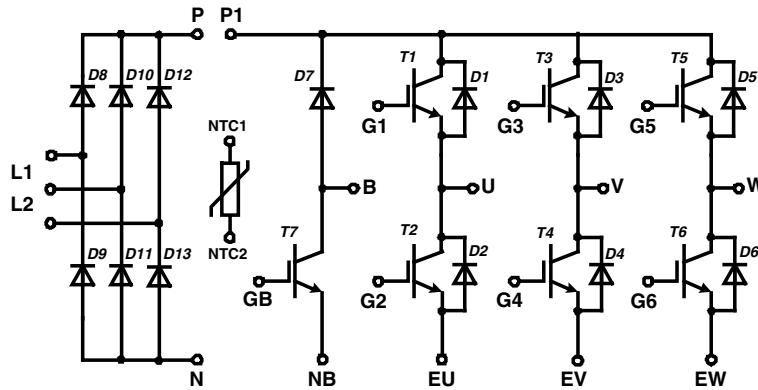 P P1
D8 D10 D12 D7 T1 D1 T3 D3 T5 D5
NTC1
G1 G3 G5
L1
L2
B U V W
NTC2
D9 D11 D13 T7 T2 D2 T4 D4 T6 D6
GB G2 G4 G6
N NB EU EV EW